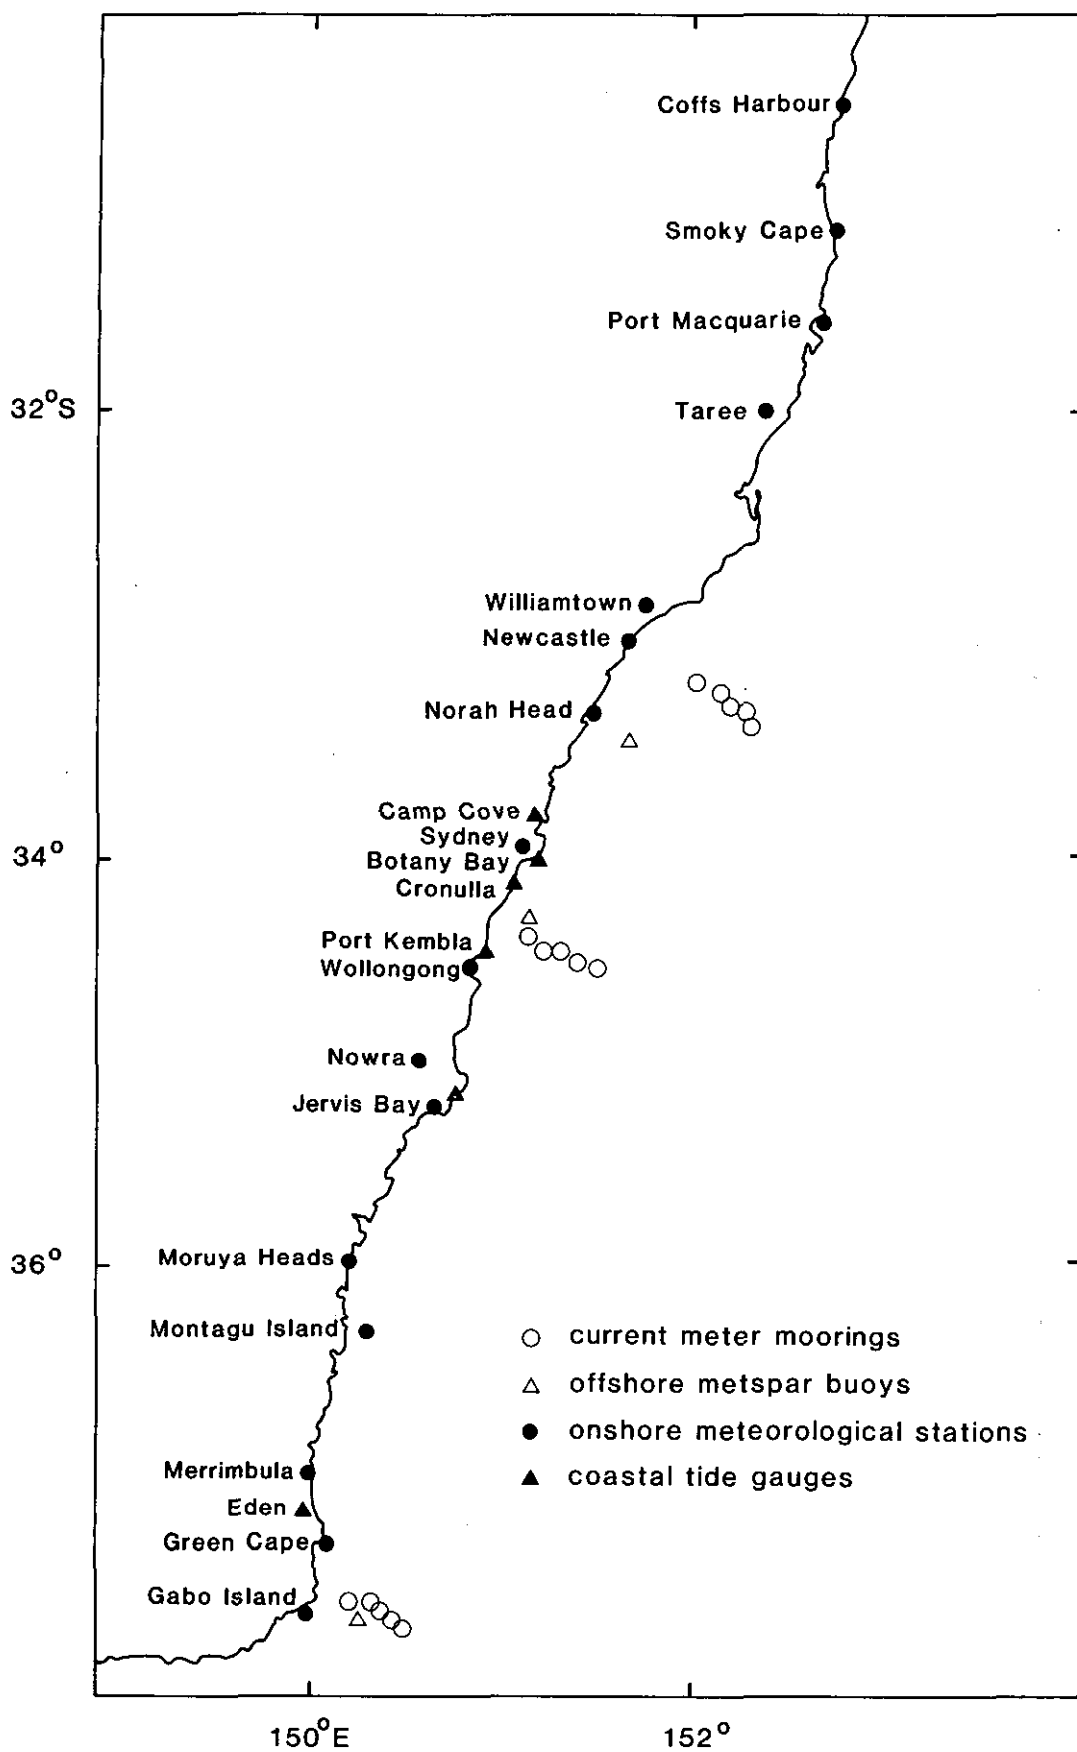 Coffs Harbour
Smoky Cape
Port Macquarie
32°S
Taree
Williamtown
Newcastle
Norah Head
Camp Cove
Sydney
34°
Botany Bay
Cronulla
Port Kembla
Wollongong
Nowra
Jervis Bay
Moruya Heads
36°
Montagu Island
current meter moorings
offshore metspar buoys
onshore meteorological stations
coastal tide gauges
Merrimbula
Eden
Green Cape
Gabo Island
150°E
152°